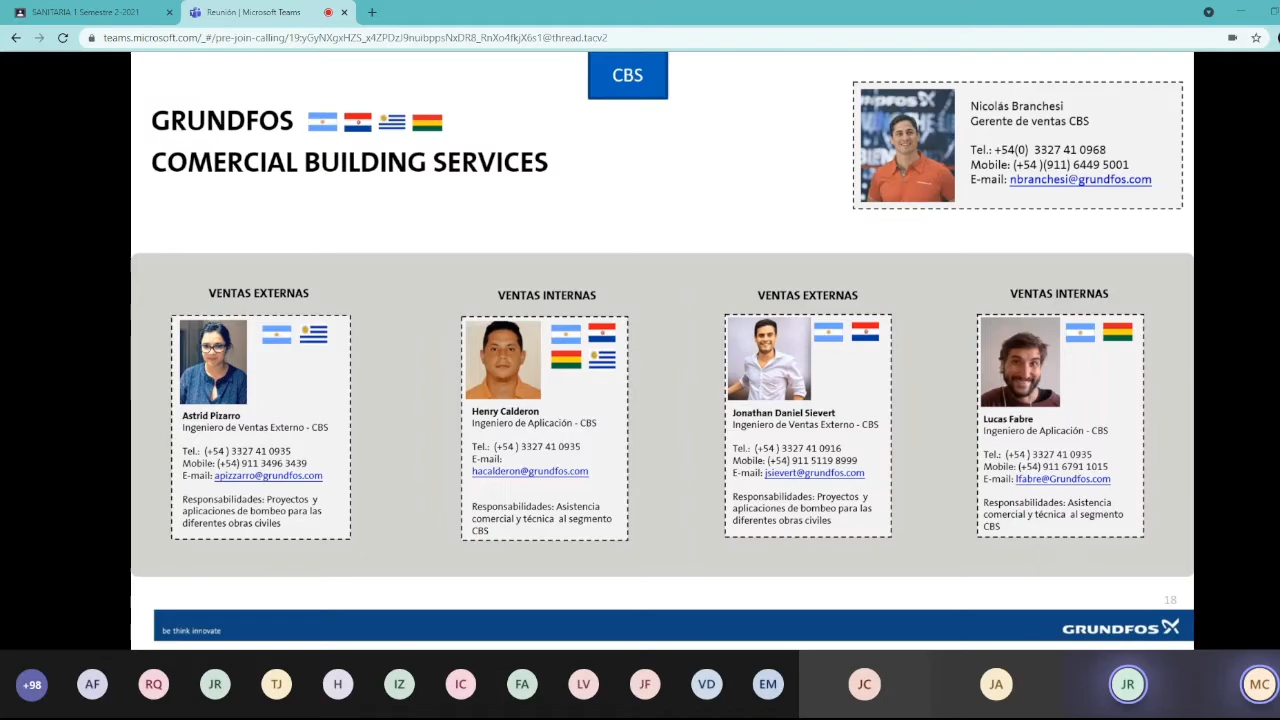 SANITARIA 1 Semestre 2-2021
Reunión | Microsoft Teams
teams.microsoft.com/_#/pre-join-calling/19:yGyNXgxHZS_x4ZPDzJ9nuibppsNxDR8_RnXo4fkjX6s1@thread.tacv2
CBS
GRUNDFOS
COMERCIAL BUILDING SERVICES
Nicolás Branchesi
Gerente de ventas CBS
Tel.: +54(0) 3327 41 0968
Mobile: (+54 )(911) 6449 5001
E-mail: nbranchesi@grundfos.com
VENTAS EXTERNAS
Astrid Pizarro
Ingeniero de Ventas Externo - CBS
Tel.: (+54 ) 3327 41 0935
Mobile: (+54) 911 3496 3439
E-mail: apizzarro@grundfos.com
Responsabilidades: Proyectos y
aplicaciones de bombeo para las
diferentes obras civiles
VENTAS INTERNAS
Henry Calderon
Ingeniero de Aplicación - CBS
Tel.: (+54 ) 3327 41 0935
E-mail:
hacalderon@grundfos.com
Responsabilidades: Asistencia
comercial y técnica al segmento
CBS
VENTAS EXTERNAS
Jonathan Daniel Sievert
Ingeniero de Ventas Externo - CBS
Tel.: (+54 ) 3327 41 0916
Mobile: (+54) 911 5119 8999
E-mail: jsievert@grundfos.com
Responsabilidades: Proyectos y
aplicaciones de bombeo para las
diferentes obras civiles
VENTAS INTERNAS
Lucas Fabre
Ingeniero de Aplicación - CBS
Tel.: (+54 ) 3327 41 0935
Mobile: (+54) 911 6791 1015
E-mail: lfabre@Grundfos.com
Responsabilidades: Asistencia
comercial y técnica al segmento
CBS
18
be think innovate
GRUNDFOS
+98 AF RQ JR TJ H IZ IC FA LV JF VD EM JC JA JR MC